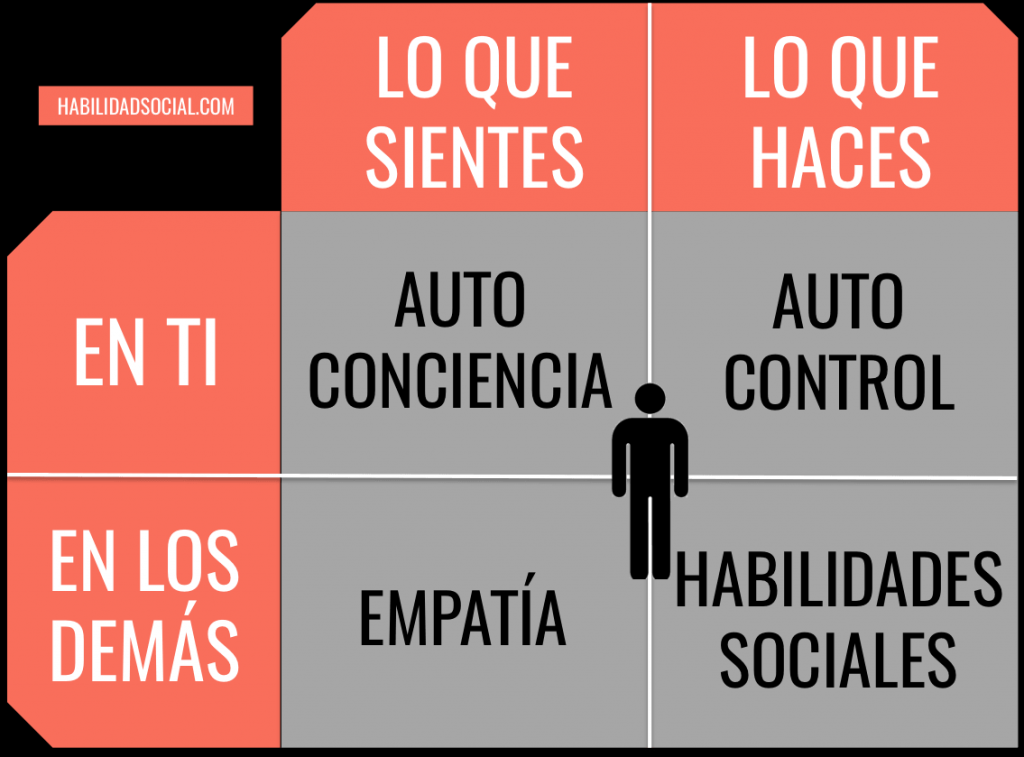 LO QUE
SIENTES
LO QUE
HACES
HABILIDADSOCIAL.COM
EN TI
AUTO
CONCIENCIA
AUTO
CONTROL
EN LOS
DEMÁS
EMPATÍA
HABILIDADES
SOCIALES